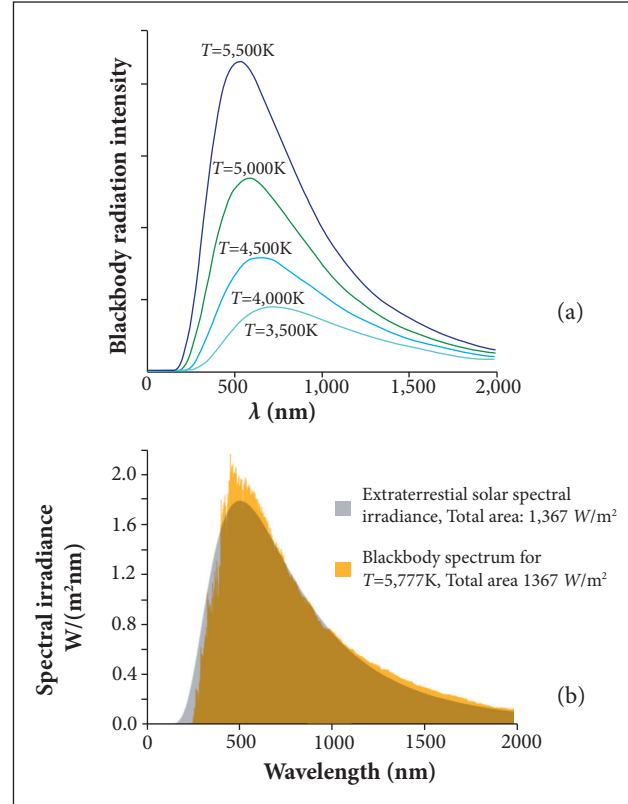 Blackbody radiation intensity
T=5,500K
T=5,000K
T=4,500K
T=4,000K
T=3,500K
(a)
0
500
1,000
1,500
2,000
λ (nm)
Spectral irradiance
W/(m²nm)
2.0
1.6
1.2
0.8
0.4
0.0
Extraterrestial solar spectral
irradiance, Total area: 1,367 W/m²
Blackbody spectrum for
T=5,777K, Total area 1367 W/m²
(b)
0
500
1000
1500
2000
Wavelength (nm)